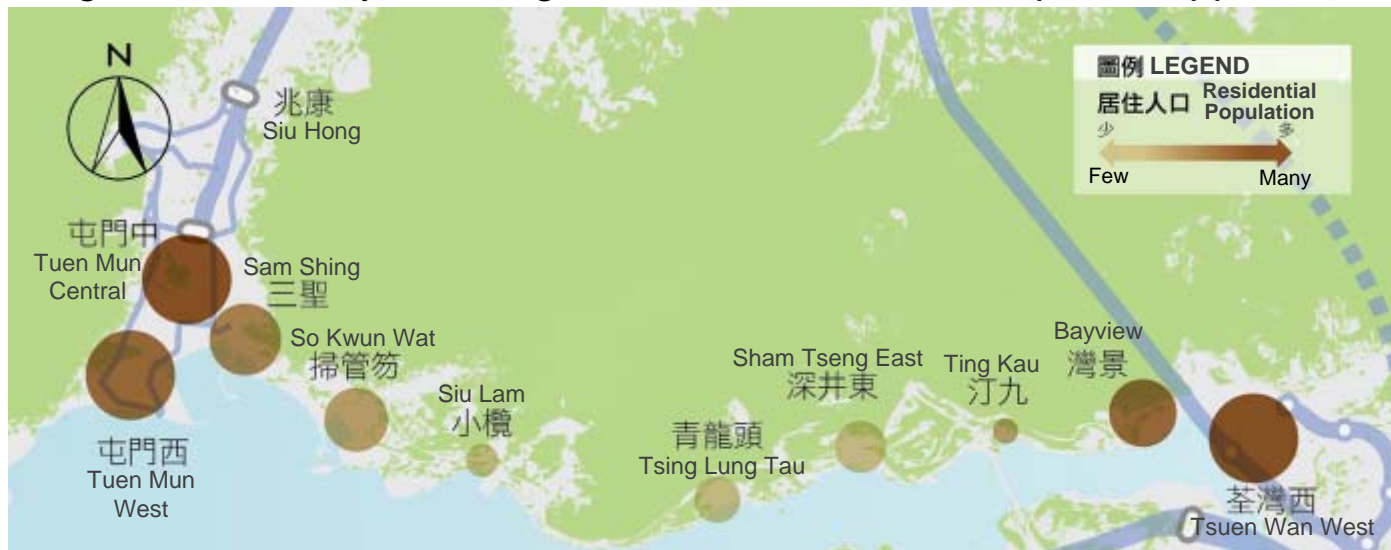 N
兆康
Siu Hong
圖例 LEGEND
居住人口 Residential
Population
少 多
Few Many
屯門中
Tuen Mun
Central
Sam Shing
三聖
So Kwun Wat
掃管笏
Siu Lam
小欖
屯門西
Tuen Mun
West
青龍頭
Tsing Lung Tau
Sham Tseng East
深井東
Ting Kau
汀九
Bayview
灣景
荃灣西
Tsuen Wan West